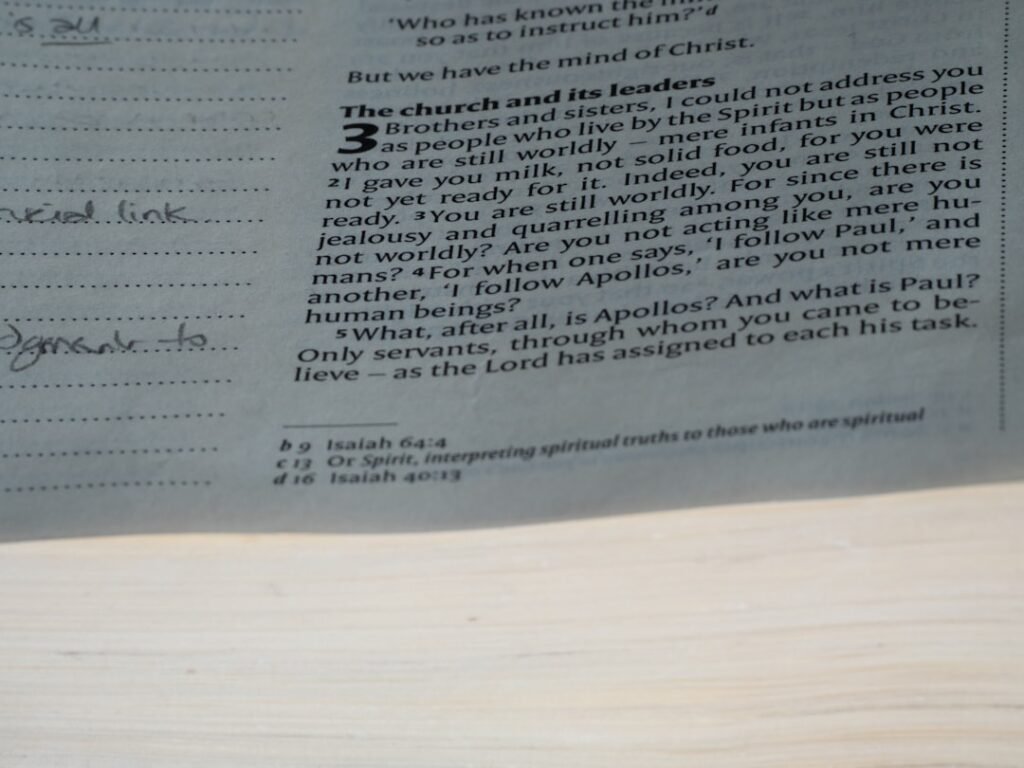 is all
link
to
'Who has known the
so as to instruct him?'d
But we have the mind of Christ.
The church and its leaders
3 Brothers and sisters, I could not address you
as people who live by the Spirit but as people
who are still worldly – mere infants in Christ.
2 I gave you milk, not solid food, for you were
not yet ready for it. Indeed, you are still not
ready. 3 You are still worldly. For since there is
jealousy and quarrelling among you, are you
not worldly? Are you not acting like mere hu-
mans? 4 For when one says, 'I follow Paul,' and
another, 'I follow Apollos,' are you not mere
human beings?
5 What, after all, is Apollos? And what is Paul?
Only servants, through whom you came to be-
lieve – as the Lord has assigned to each his task.
b 9 Isaiah 64:4
c 13 Or Spirit, interpreting spiritual truths to those who are spiritual
d 16 Isaiah 40:13